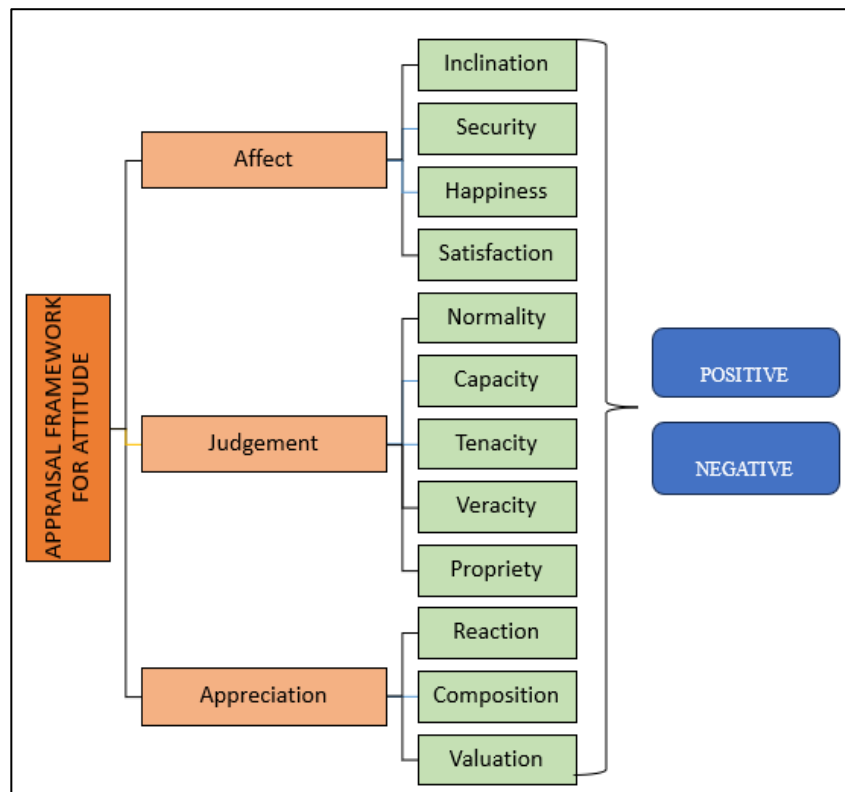 APPRAISAL FRAMEWORK
FOR ATTITUDE
Affect
Judgement
Appreciation
Inclination
Security
Happiness
Satisfaction
Normality
Capacity
Tenacity
Veracity
Propriety
Reaction
Composition
Valuation
POSITIVE
NEGATIVE